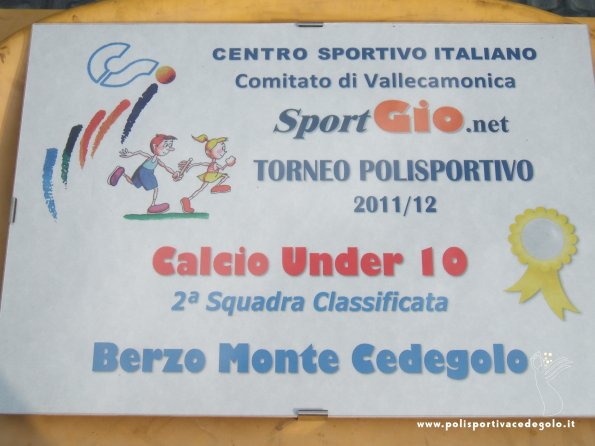 CENTRO SPORTIVO ITALIANO
Comitato di Vallecamonica
SportGio.net
TORNEO POLISPORTIVO
2011/12
Calcio Under 10
2ª Squadra Classificata
Berzo Monte Cedegolo
www.polisportivacedegolo.it